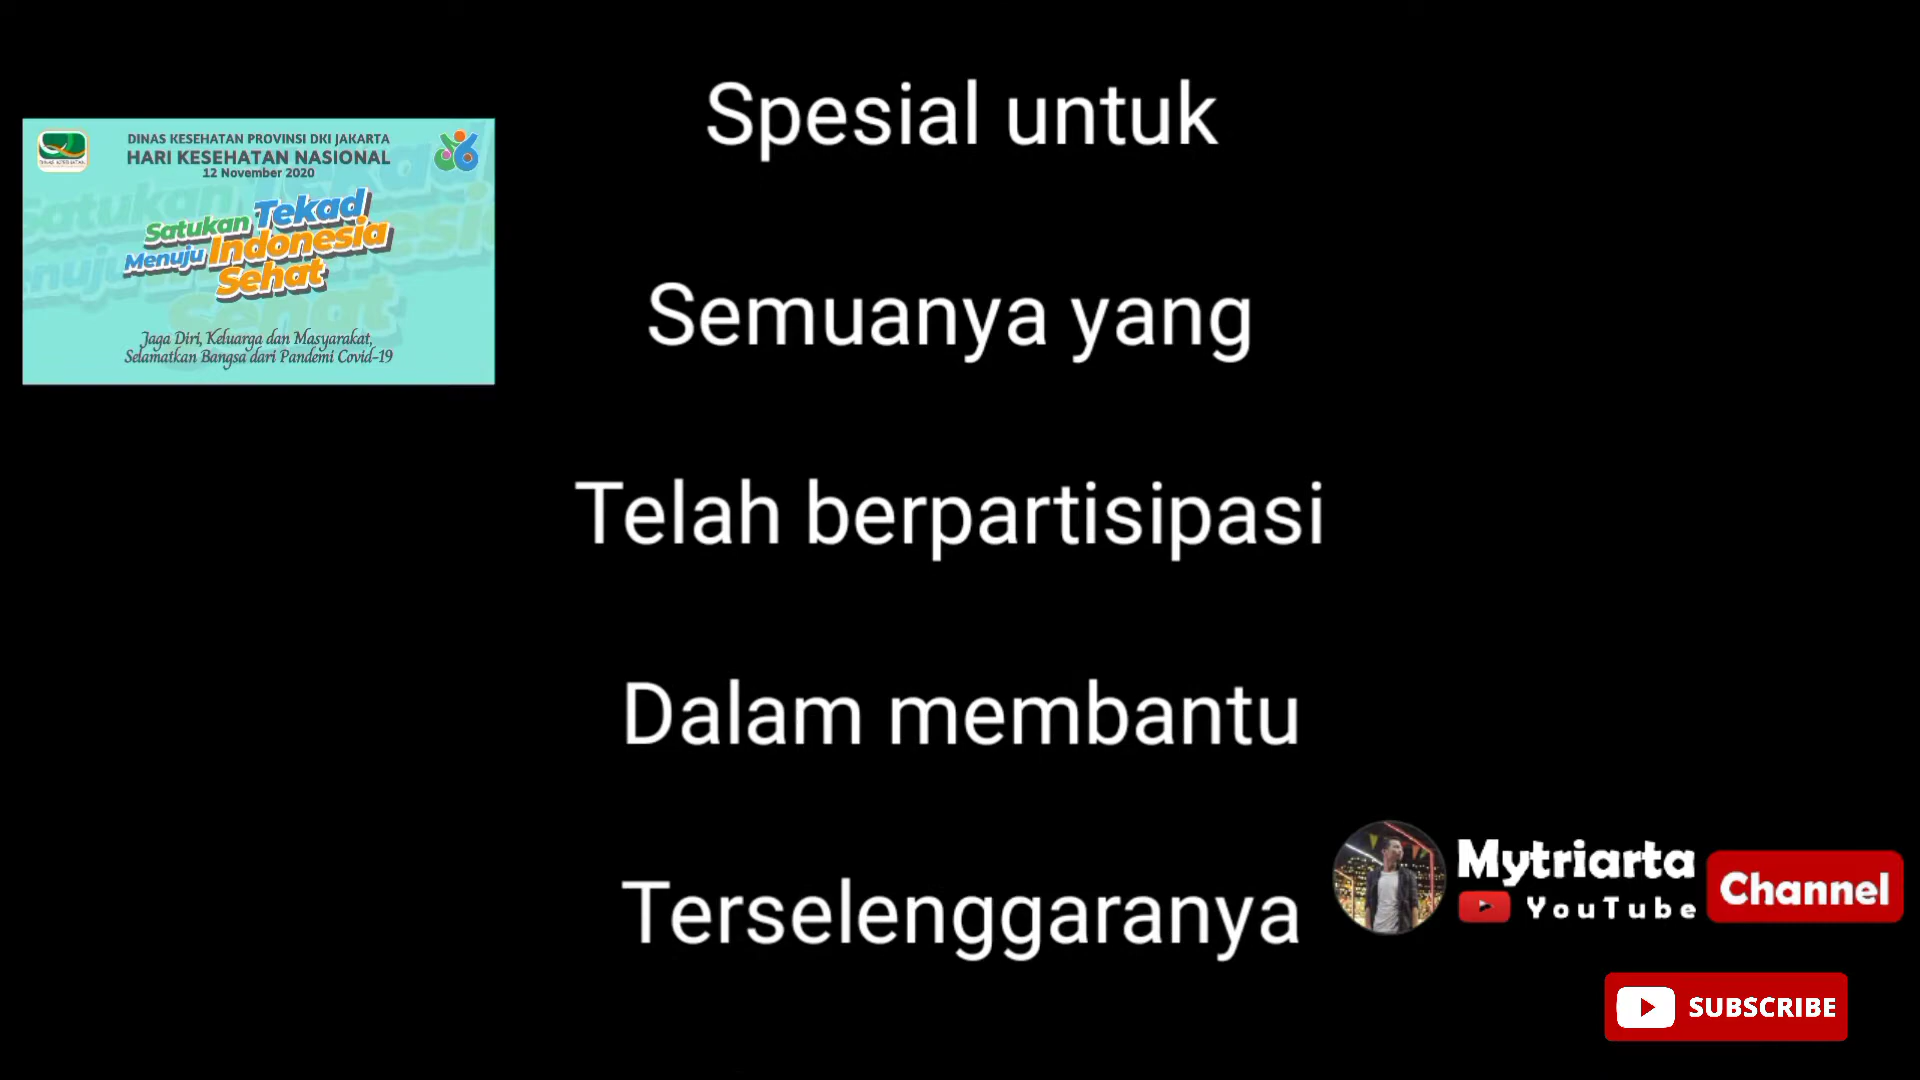 DINAS KESEHATAN PROVINSI DKI JAKARTA
HARI KESEHATAN NASIONAL
12 November 2020
Satukan Tekad
Menuju Indonesia
Sehat
Jaga Diri, Keluarga dan Masyarakat,
Selamatkan Bangsa dari Pandemi Covid-19
Spesial untuk
Semuanya yang
Telah berpartisipasi
Dalam membantu
Terselenggaranya
Mytriarta
YouTube
Channel
SUBSCRIBE